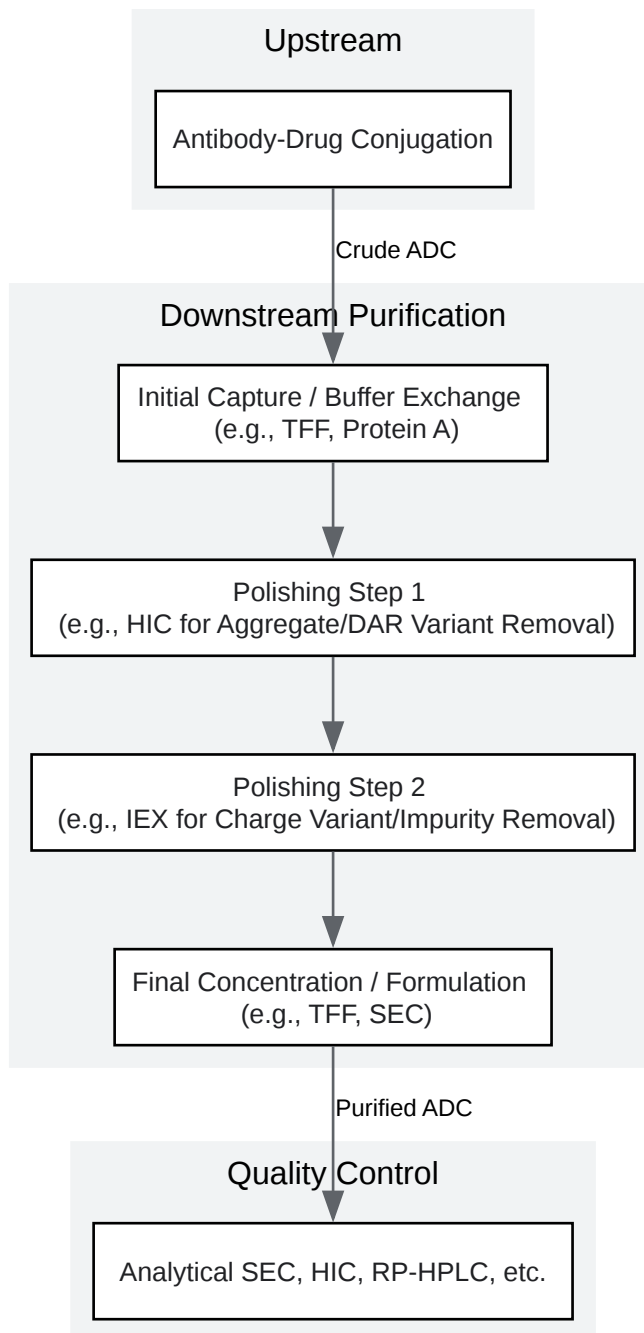 Upstream
Antibody-Drug Conjugation
Crude ADC
Downstream Purification
Initial Capture / Buffer Exchange
(e.g., TFF, Protein A)
Polishing Step 1
(e.g., HIC for Aggregate/DAR Variant Removal)
Polishing Step 2
(e.g., IEX for Charge Variant/Impurity Removal)
Final Concentration / Formulation
(e.g., TFF, SEC)
Purified ADC
Quality Control
Analytical SEC, HIC, RP-HPLC, etc.